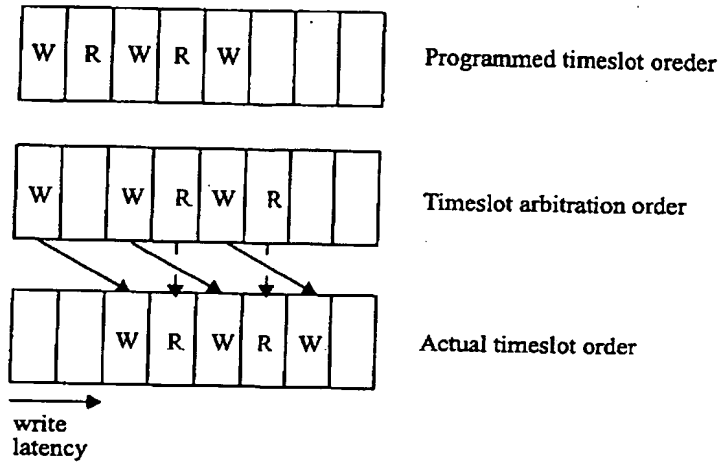 W R W R W
Programmed timeslot oreder
W W R W R
Timeslot arbitration order
W R W R W
Actual timeslot order
write
latency